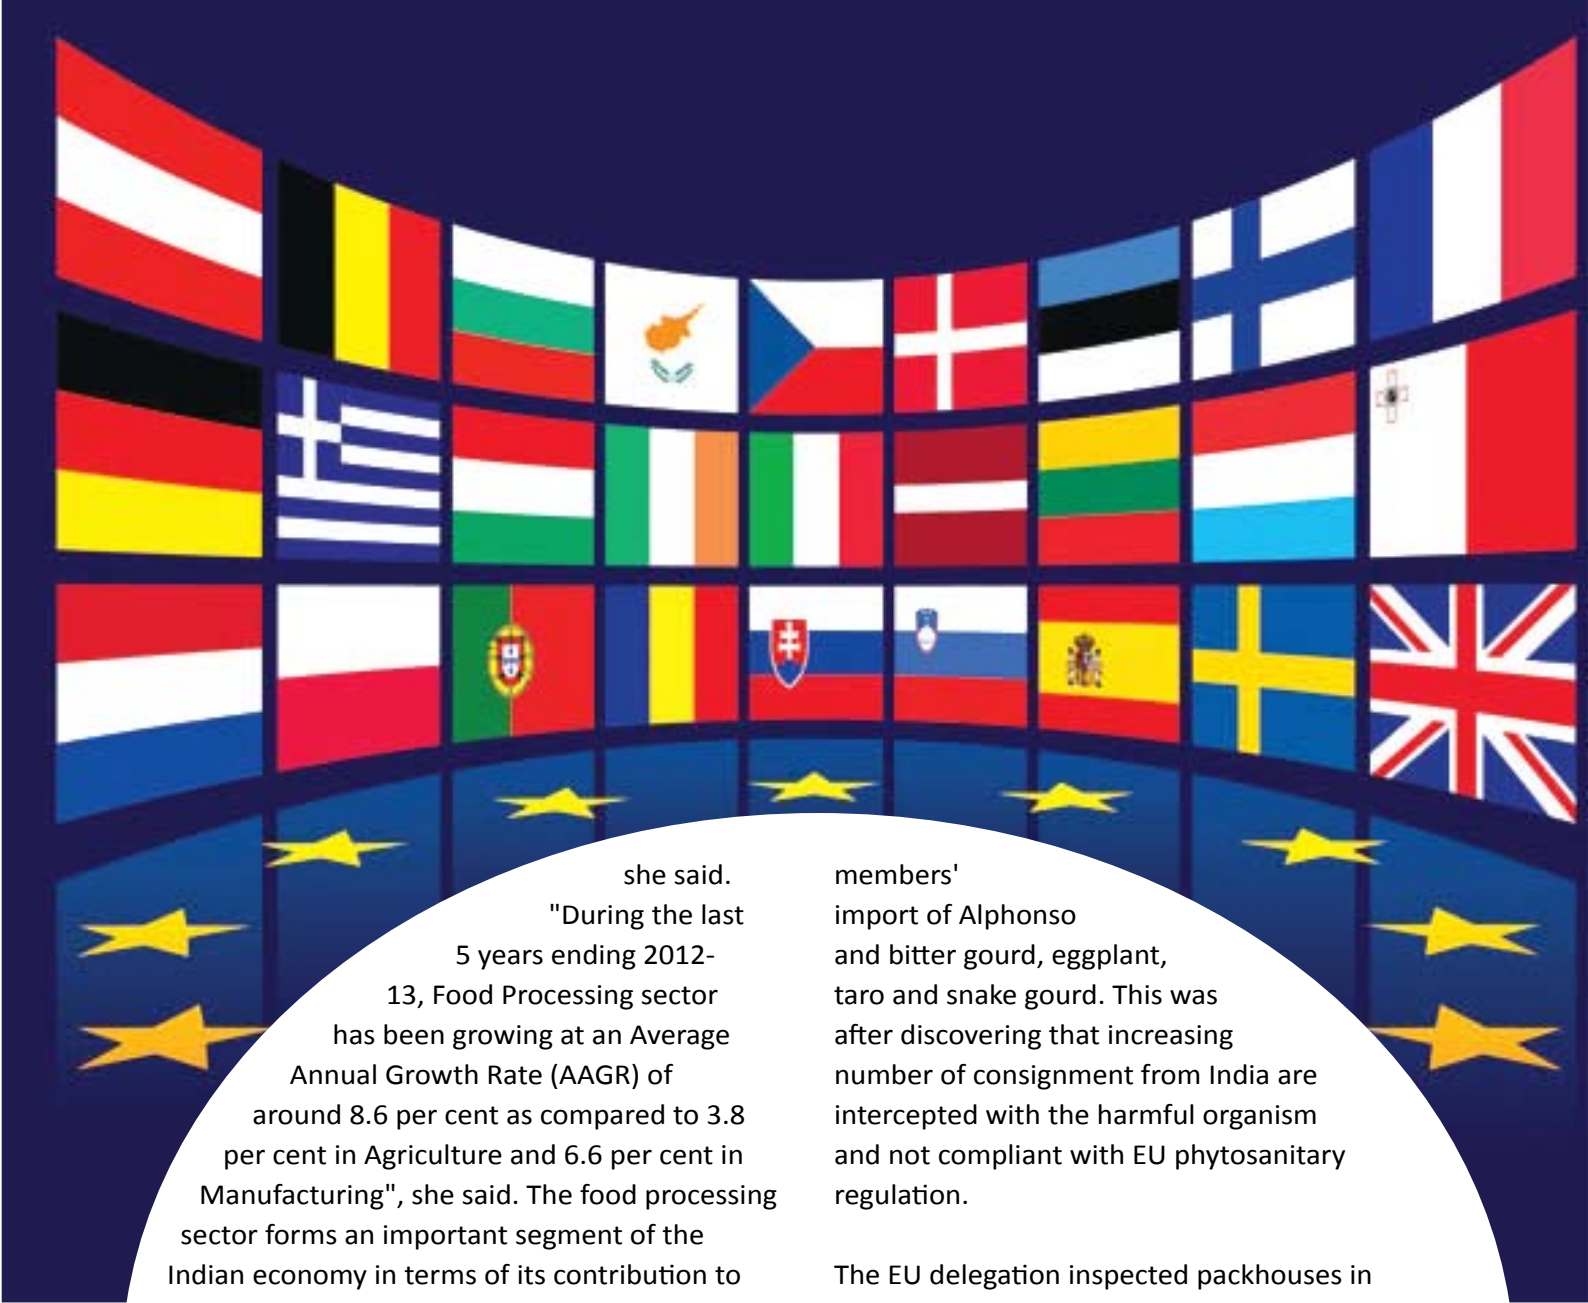 she said.
"During the last
5 years ending 2012-
13, Food Processing sector
has been growing at an Average
Annual Growth Rate (AAGR) of
around 8.6 per cent as compared to 3.8
per cent in Agriculture and 6.6 per cent in
Manufacturing", she said. The food processing
sector forms an important segment of the
Indian economy in terms of its contribution to
members'
import of Alphonso
and bitter gourd, eggplant,
taro and snake gourd. This was
after discovering that increasing
number of consignment from India are
intercepted with the harmful organism
and not compliant with EU phytosanitary
regulation.
The EU delegation inspected packhouses in